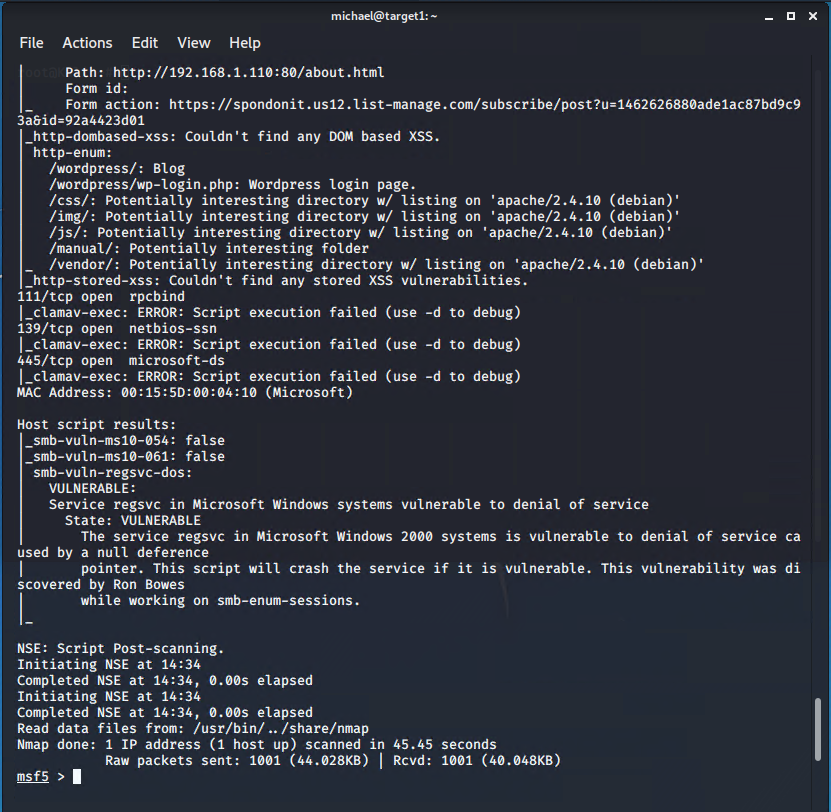 michael@target1:~
File Actions Edit View Help
|     Path: http://192.168.1.110:80/about.html
|     Form id:
|_    Form action: https://spondonit.us12.list-manage.com/subscribe/post?u=1462626880ade1ac87bd9c9
3a&id=92a4423d01
|_http-dombased-xss: Couldn't find any DOM based XSS.
| http-enum:
|   /wordpress/: Blog
|   /wordpress/wp-login.php: Wordpress login page.
|   /css/: Potentially interesting directory w/ listing on 'apache/2.4.10 (debian)'
|   /img/: Potentially interesting directory w/ listing on 'apache/2.4.10 (debian)'
|   /js/: Potentially interesting directory w/ listing on 'apache/2.4.10 (debian)'
|   /manual/: Potentially interesting folder
|_  /vendor/: Potentially interesting directory w/ listing on 'apache/2.4.10 (debian)'
|_http-stored-xss: Couldn't find any stored XSS vulnerabilities.
111/tcp open  rpcbind
|_clamav-exec: ERROR: Script execution failed (use -d to debug)
139/tcp open  netbios-ssn
|_clamav-exec: ERROR: Script execution failed (use -d to debug)
445/tcp open  microsoft-ds
|_clamav-exec: ERROR: Script execution failed (use -d to debug)
MAC Address: 00:15:5D:00:04:10 (Microsoft)
Host script results:
|_smb-vuln-ms10-054: false
|_smb-vuln-ms10-061: false
| smb-vuln-regsvc-dos:
|   VULNERABLE:
|   Service regsvc in Microsoft Windows systems vulnerable to denial of service
|     State: VULNERABLE
|       The service regsvc in Microsoft Windows 2000 systems is vulnerable to denial of service ca
used by a null deference
|       pointer. This script will crash the service if it is vulnerable. This vulnerability was di
scovered by Ron Bowes
|       while working on smb-enum-sessions.
|_
NSE: Script Post-scanning.
Initiating NSE at 14:34
Completed NSE at 14:34, 0.00s elapsed
Initiating NSE at 14:34
Completed NSE at 14:34, 0.00s elapsed
Read data files from: /usr/bin/../share/nmap
Nmap done: 1 IP address (1 host up) scanned in 45.45 seconds
           Raw packets sent: 1001 (44.028KB) | Rcvd: 1001 (40.048KB)
msf5 >